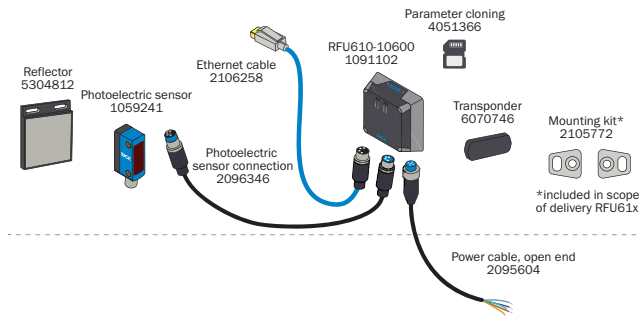 Parameter cloning
4051366
RFU610-10600
1091102
Ethernet cable
2106258
Reflector
5304812
Photoelectric sensor
1059241
Transponder
6070746
Mounting kit*
2105772
*included in scope
of delivery RFU61x
Photoelectric
sensor connection
2096346
SICK
Power cable, open end
2095604